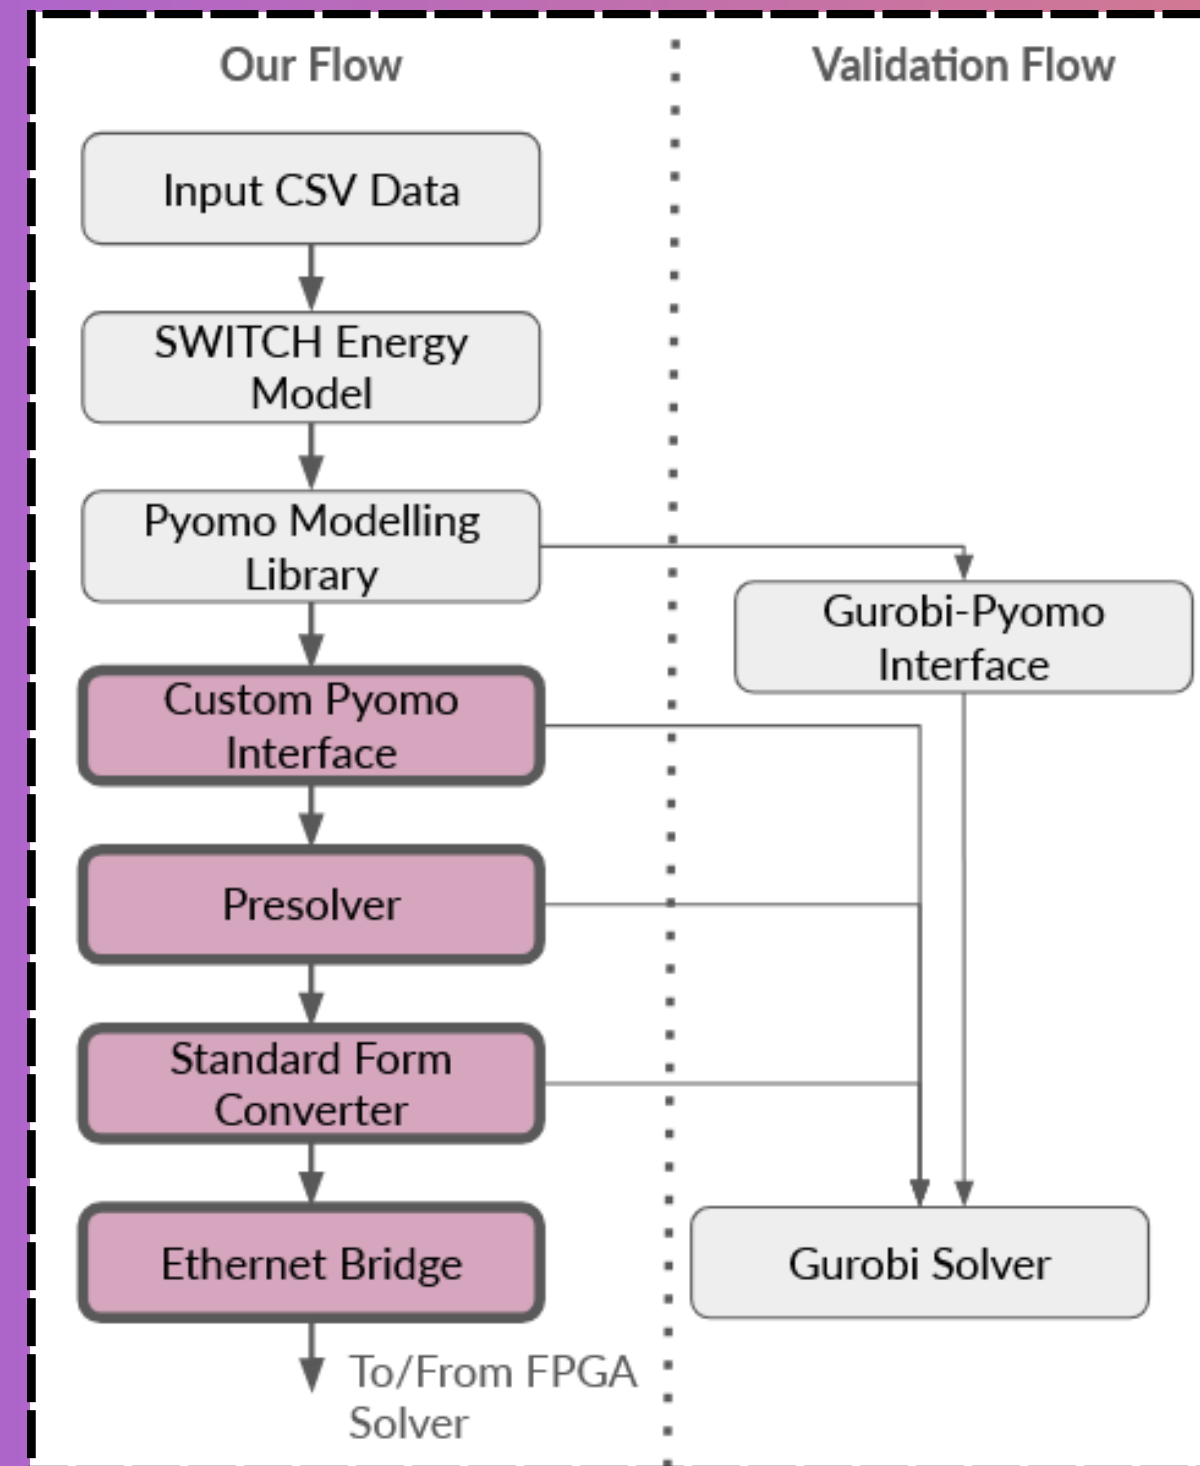 Our Flow
Validation Flow
Input CSV Data
SWITCH Energy
Model
Pyomo Modelling
Library
Gurobi-Pyomo
Interface
Custom Pyomo
Interface
Presolver
Standard Form
Converter
Ethernet Bridge
Gurobi Solver
To/From FPGA
Solver